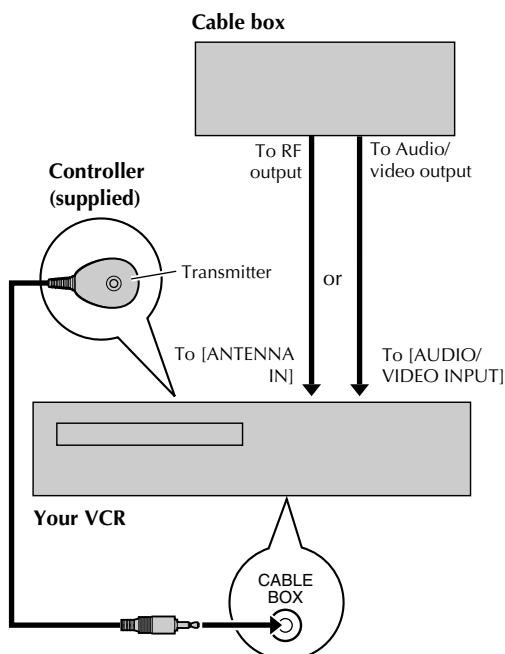 Cable box
To RF
output
To Audio/
video output
Controller
(supplied)
Transmitter
or
To [ANTENNA
IN]
To [AUDIO/
VIDEO INPUT]
Your VCR
CABLE
BOX